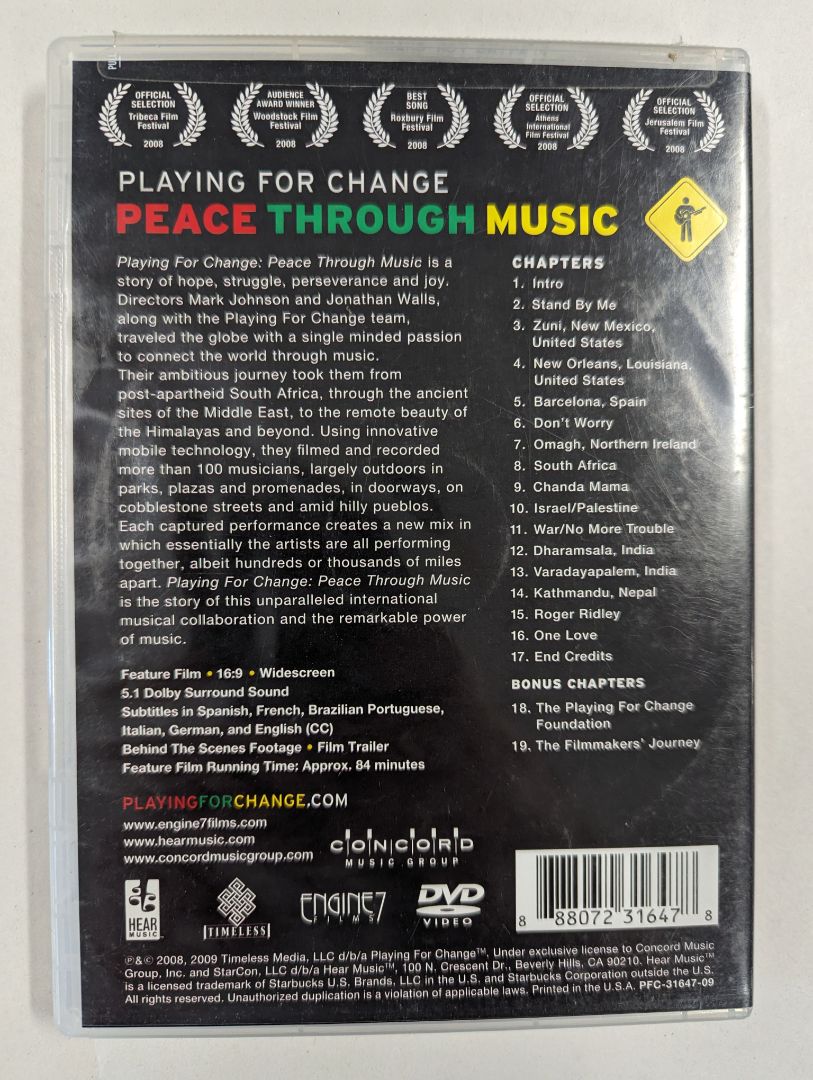 PU
OFFICIAL
SELECTION
Tribeca Film
Festival
2008
AUDIENCE
AWARD WINNER
Woodstock Film
Festival
2008
BEST
SONG
Roxbury Film
Festival
2008
OFFICIAL
SELECTION
Athens
International
Film Festival
2008
OFFICIAL
SELECTION
Jerusalem Film
Festival
2008
PLAYING FOR CHANGE
PEACE THROUGH MUSIC
Playing For Change: Peace Through Music is a
story of hope, struggle, perseverance and joy.
Directors Mark Johnson and Jonathan Walls,
along with the Playing For Change team,
traveled the globe with a single minded passion
to connect the world through music.
Their ambitious journey took them from
post-apartheid South Africa, through the ancient
sites of the Middle East, to the remote beauty of
the Himalayas and beyond. Using innovative
mobile technology, they filmed and recorded
more than 100 musicians, largely outdoors in
parks, plazas and promenades, in doorways, on
cobblestone streets and amid hilly pueblos.
Each captured performance creates a new mix in
which essentially the artists are all performing
together, albeit hundreds or thousands of miles
apart. Playing For Change: Peace Through Music
is the story of this unparalleled international
musical collaboration and the remarkable power
of music.
CHAPTERS
1. Intro
2. Stand By Me
3. Zuni, New Mexico,
United States
4. New Orleans, Louisiana,
United States
5. Barcelona, Spain
6. Don't Worry
7. Omagh, Northern Ireland
8. South Africa
9. Chanda Mama
10. Israel/Palestine
11. War/No More Trouble
12. Dharamsala, India
13. Varadayapalem, India
14. Kathmandu, Nepal
15. Roger Ridley
16. One Love
17. End Credits
BONUS CHAPTERS
18. The Playing For Change
Foundation
19. The Filmmakers' Journey
Feature Film • 16:9 • Widescreen
5.1 Dolby Surround Sound
Subtitles in Spanish, French, Brazilian Portuguese,
Italian, German, and English (CC)
Behind The Scenes Footage • Film Trailer
Feature Film Running Time: Approx. 84 minutes
PLAYINGFORCHANGE.COM
www.engine7films.com
www.hearmusic.com
www.concordmusicgroup.com
CONCORD
MUSIC GROUP
HEAR
MUSIC
TIMELESS
ENGINE7
FILMS
DVD
VIDEO
8 88072 31647 8
℗&© 2008, 2009 Timeless Media, LLC d/b/a Playing For Change™. Under exclusive license to Concord Music
Group, Inc. and StarCon, LLC d/b/a Hear Music™, 100 N. Crescent Dr., Beverly Hills, CA 90210. Hear Music™
is a licensed trademark of Starbucks U.S. Brands, LLC in the U.S. and Starbucks Corporation outside the U.S.
All rights reserved. Unauthorized duplication is a violation of applicable laws. Printed in the U.S.A. PFC-31647-09